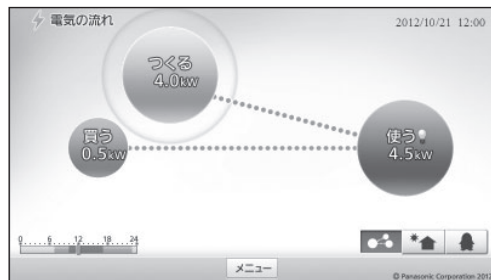 電気の流れ
2012/10/21 12:00
つくる
4.0kw
買う
0.5kw
使う
4.5kw
0 6 12 18 24
メニュー
© Panasonic Corporation 2012